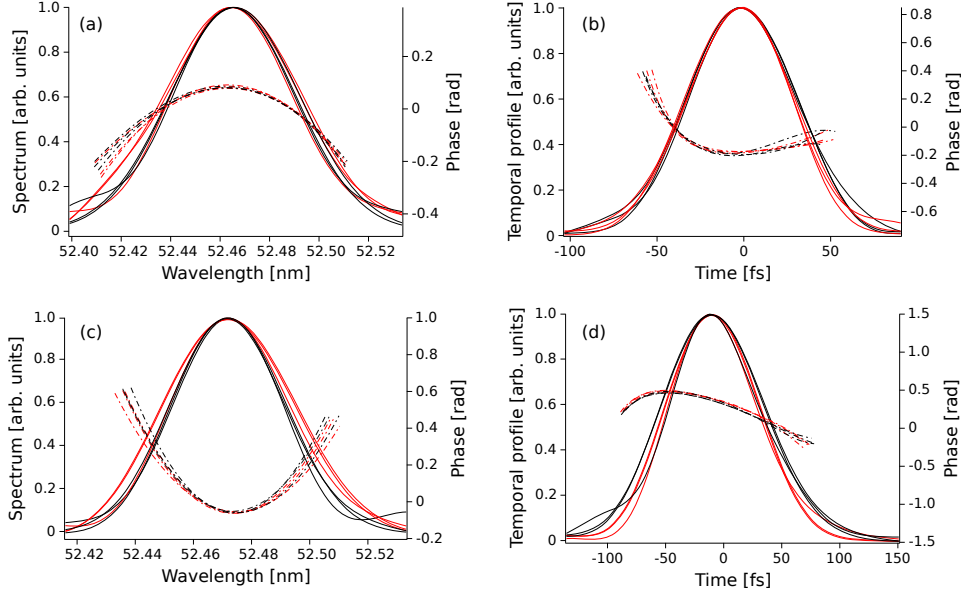 (a)
Spectrum [arb. units]
1.0
0.8
0.6
0.4
0.2
0
52.40 52.42 52.44 52.46 52.48 52.50 52.52
Wavelength [nm]
0.2
0
-0.2
-0.4
Phase [rad]
(b)
Temporal profile [arb. units]
1.0
0.8
0.6
0.4
0.2
0
-100 -50 0 50
Time [fs]
0.8
0.6
0.4
0.2
0
-0.2
-0.4
-0.6
Phase [rad]
(c)
Spectrum [arb. units]
1.0
0.8
0.6
0.4
0.2
0
52.42 52.44 52.46 52.48 52.50 52.52
Wavelength [nm]
1.0
0.8
0.6
0.4
0.2
0
-0.2
Phase [rad]
(d)
Temporal profile [arb. units]
1.0
0.8
0.6
0.4
0.2
0
-100 -50 0 50 100 150
Time [fs]
1.5
1.0
0.5
0
-0.5
-1.0
-1.5
Phase [rad]